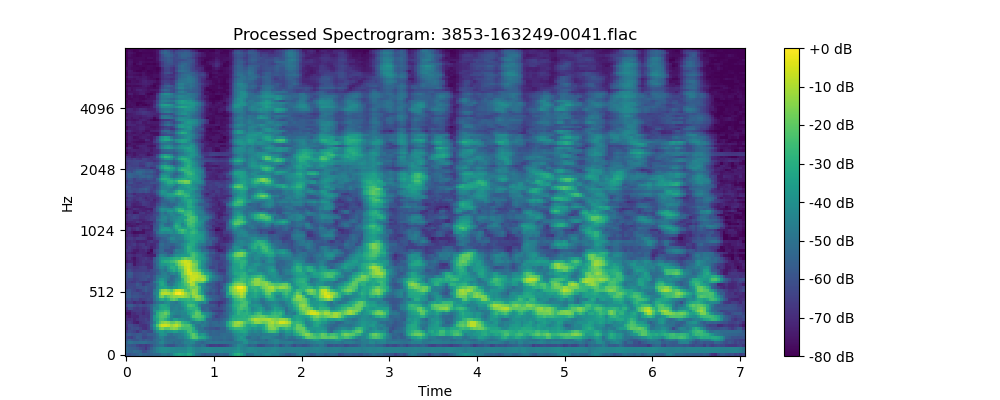 Processed Spectrogram: 3853-163249-0041.flac
+0 dB
4096
-10 dB
-20 dB
2048
-30 dB
Hz
1024
-40 dB
-50 dB
512
-60 dB
-70 dB
0
-80 dB
0 1 2 3 4 5 6 7
Time